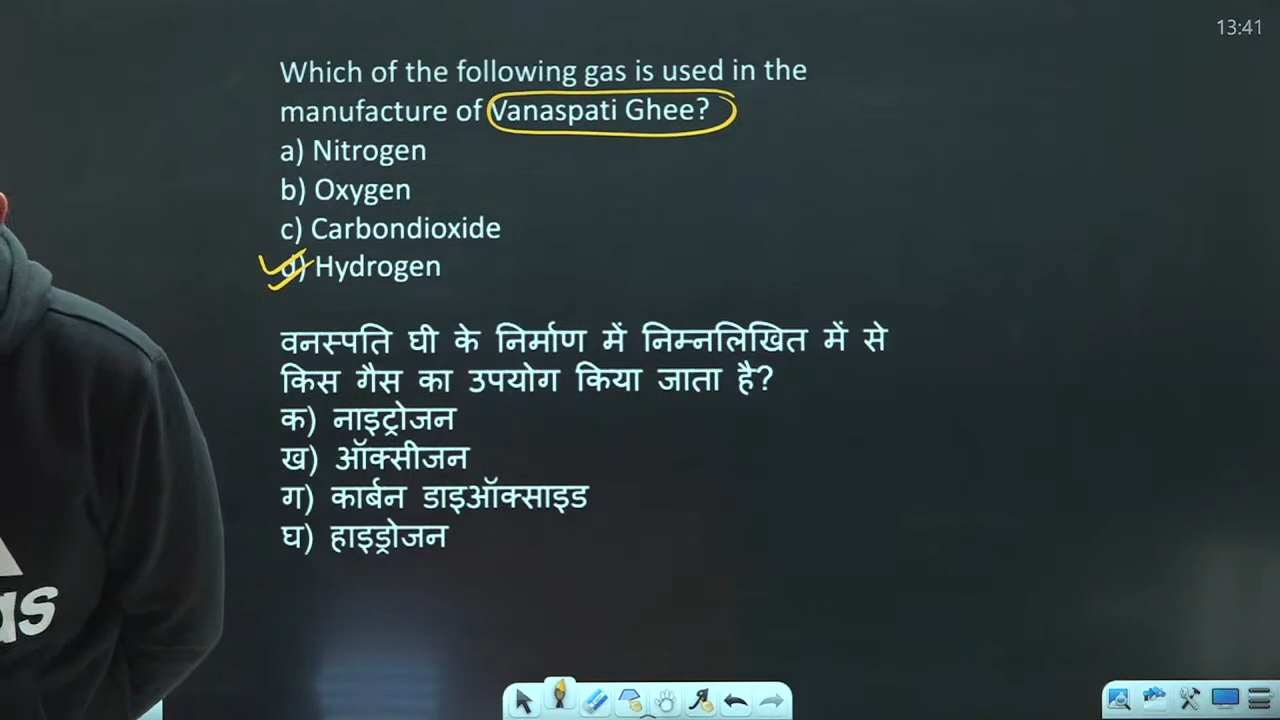 13:41
Which of the following gas is used in the
manufacture of Vanaspati Ghee?
a) Nitrogen
b) Oxygen
c) Carbondioxide
d) Hydrogen
वनस्पति घी के निर्माण में निम्नलिखित में से
किस गैस का उपयोग किया जाता है?
क) नाइट्रोजन
ख) ऑक्सीजन
ग) कार्बन डाइऑक्साइड
घ) हाइड्रोजन
as